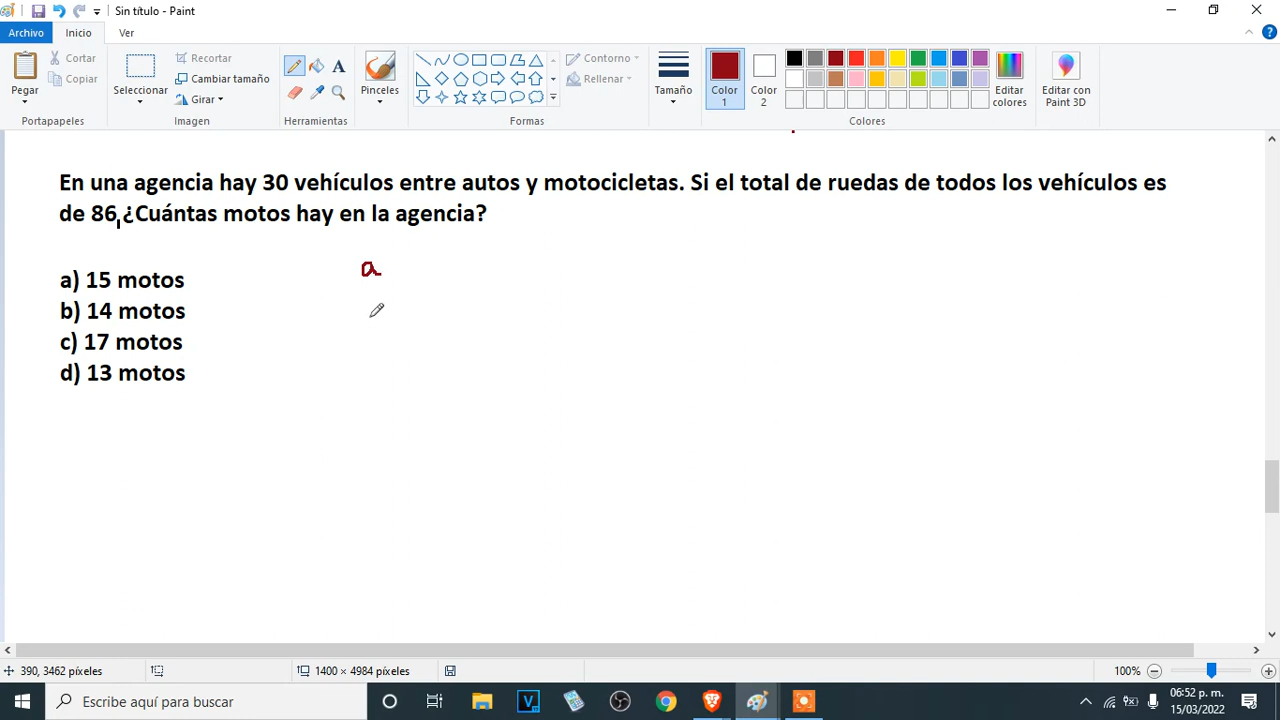 Sin título - Paint
Archivo Inicio Ver
Pegar
Cortar
Copiar
Portapapeles
Seleccionar
Recortar
Cambiar tamaño
Girar
Imagen
A
Herramientas
Pinceles
Contorno
Rellenar
Formas
Tamaño
Color 1
Color 2
Editar colores
Colores
Editar con Paint 3D
En una agencia hay 30 vehículos entre autos y motocicletas. Si el total de ruedas de todos los vehículos es
de 86,¿Cuántas motos hay en la agencia?
a) 15 motos
b) 14 motos
c) 17 motos
d) 13 motos
a
390, 3462 píxeles
1400 × 4984 píxeles
100%
Escribe aquí para buscar
06:52 p. m.
15/03/2022